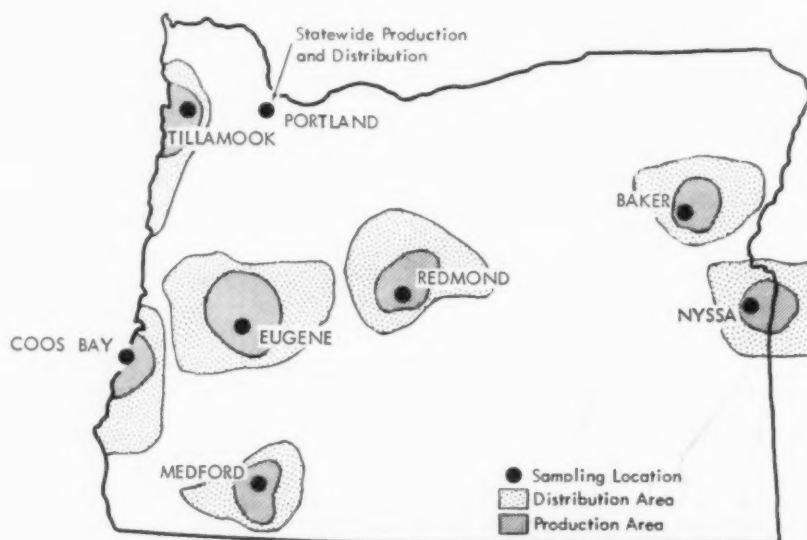 Statewide Production
and Distribution
TILLAMOOK
PORTLAND
BAKER
REDMOND
NYSSA
EUGENE
COOS BAY
MEDFORD
Sampling Location
Distribution Area
Production Area